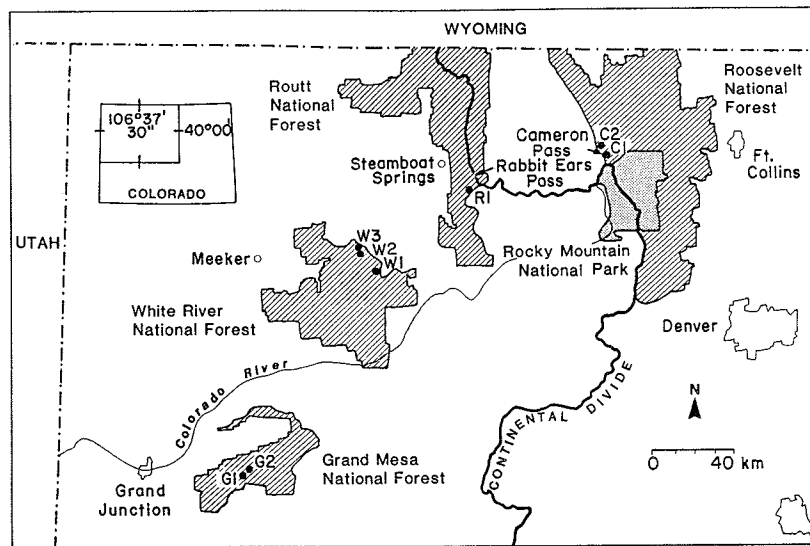 WYOMING
Routt
National
Forest
Roosevelt
National
Forest
106°37'
30"
40°00
COLORADO
Cameron
Pass
C2
C1
Ft.
Collins
Steamboat
Springs
Rabbit Ears
Pass
R1
UTAH
Meeker
W3
W2
W1
Rocky Mountain
National Park
White River
National Forest
Denver
Colorado River
CONTINENTAL DIVIDE
N
0 40 km
G1
G2
Grand Mesa
National Forest
Grand
Junction